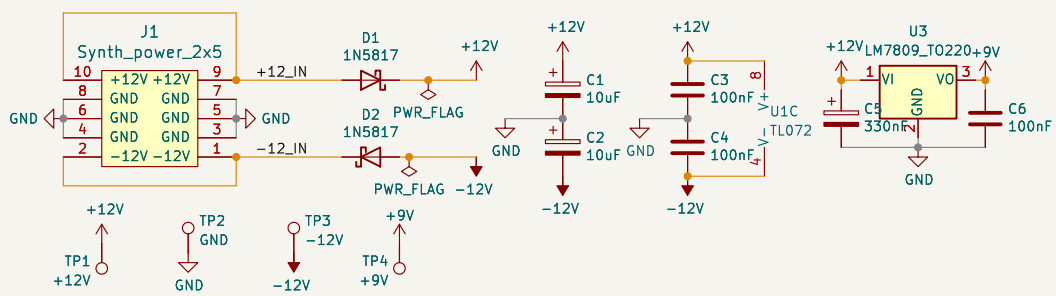 J1
Synth_power_2x5
10 +12V +12V 9
8 GND GND 7
GND 6 GND GND 5 GND
4 GND GND 3
2 -12V -12V 1
+12_IN
-12_IN
D1
1N5817
+12V
PWR_FLAG
D2
1N5817
PWR_FLAG
-12V
+12V
+ C1
10uF
GND
+ C2
10uF
-12V
+12V
C3
100nF
GND
C4
100nF
-12V
8
V+
U1C
TL072
V-
4
U3
LM7809_TO220
+12V
+9V
1 VI VO 3
GND
2
+ C5
330nF
C6
100nF
GND
+12V
TP1
+12V
TP2
GND
GND
TP3
-12V
-12V
+9V
TP4
+9V